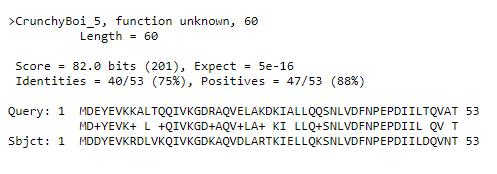 >CrunchyBoi_5, function unknown, 60
Length = 60
Score = 82.0 bits (201), Expect = 5e-16
Identities = 40/53 (75%), Positives = 47/53 (88%)
Query: 1 MDEYEVKKALTQQIVKGDRAQVELAKDKIALLQQSNLVDFNPEPDIILTQVAT 53
MD+YEVK+ L +QIVKGD+AQV+LA+ KI LLQ+SNLVDFNPEPDIIL QV T
Sbjct: 1 MDDYEVKRDLVKQIVKGDKAQVDLARTKIELLQKSNLVDFNPEPDIILDQVNT 53